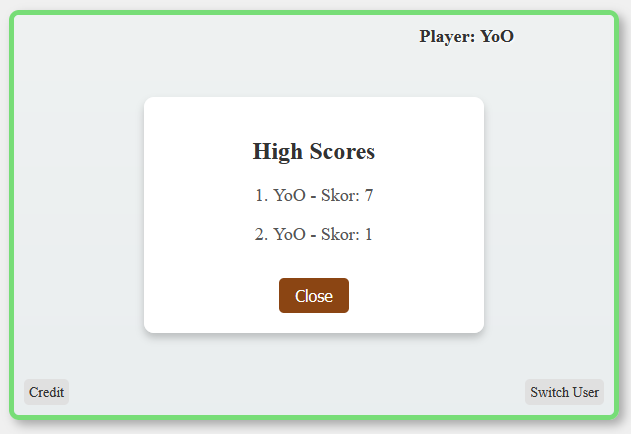 Player: YoO
High Scores
1. YoO - Skor: 7
2. YoO - Skor: 1
Close
Credit
Switch User